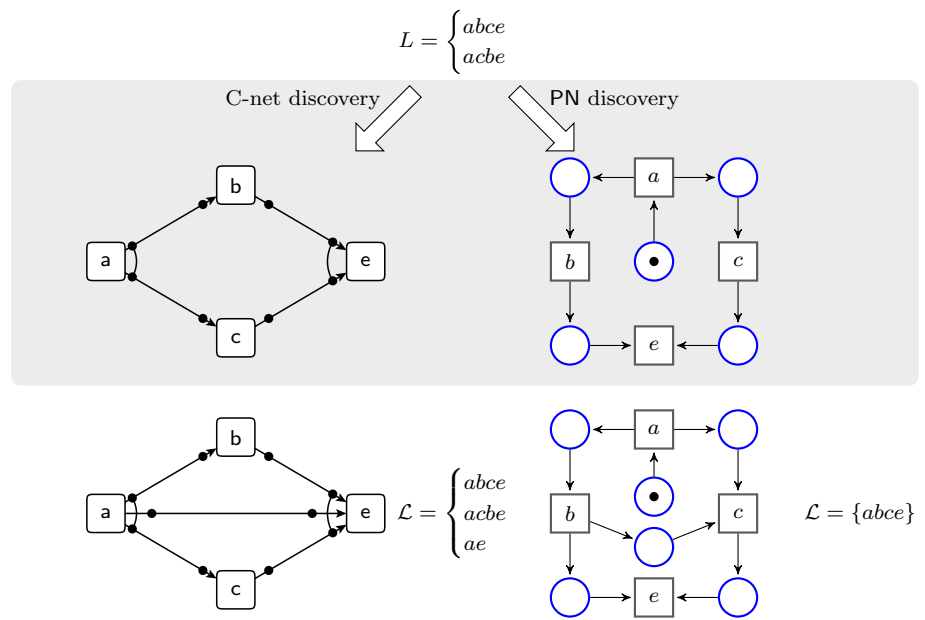 L = { abce
acbe
C-net discovery
PN discovery
b
a
e
c
a
b
c
e
b
a
e
c
ℒ = { abce
acbe
ae
a
b
c
e
ℒ = {abce}